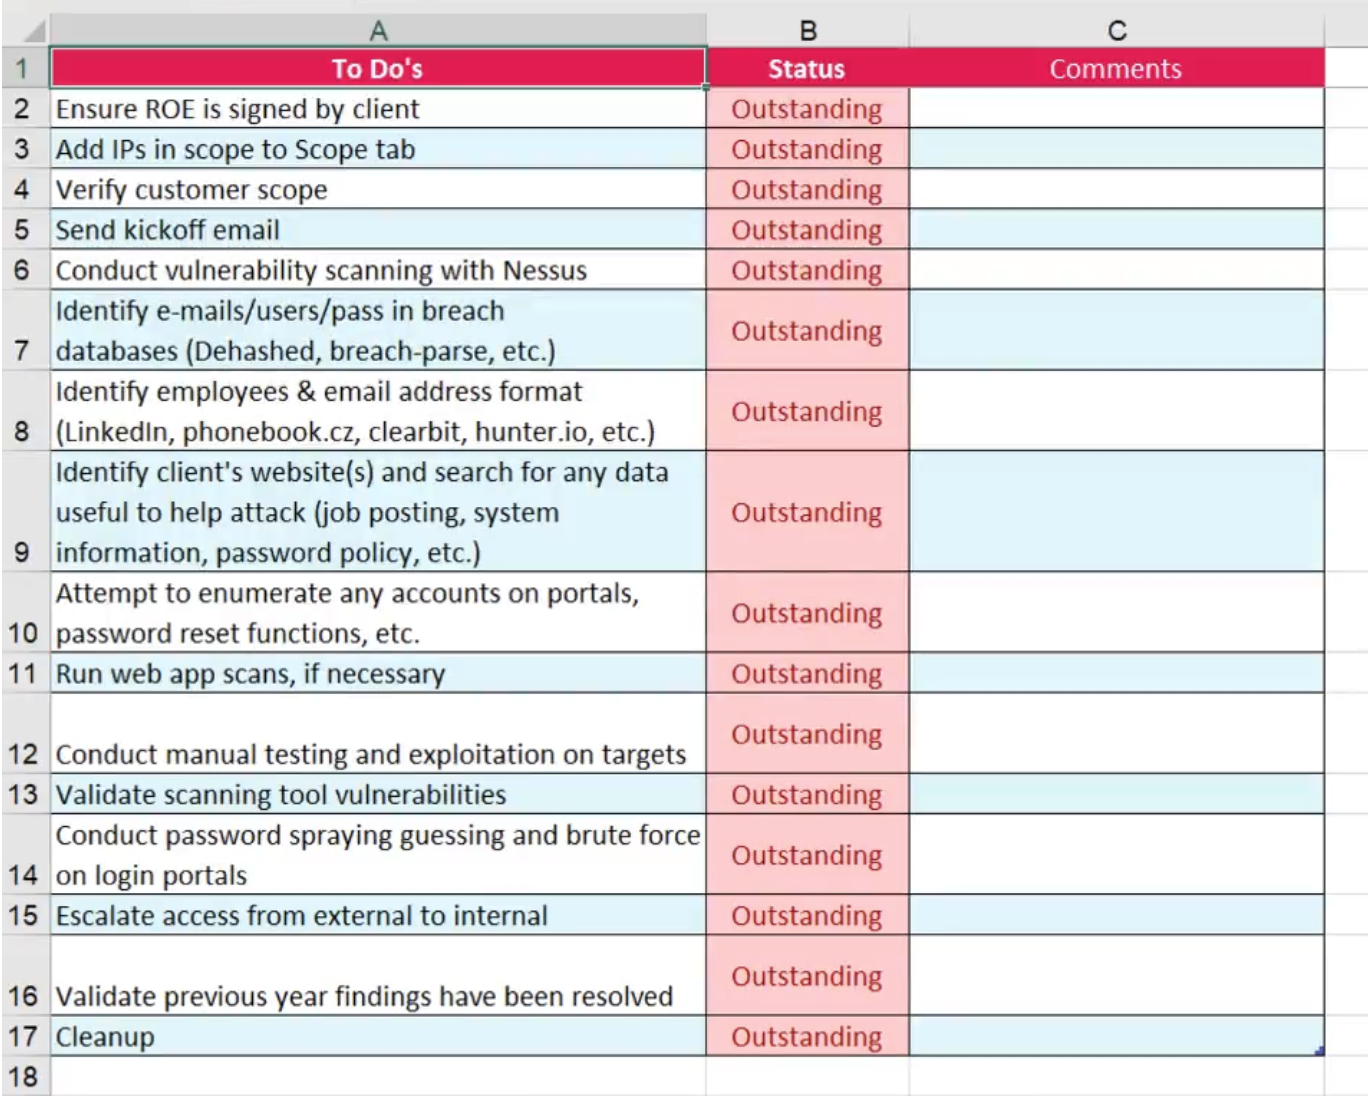 A B C
1 To Do's Status Comments
2 Ensure ROE is signed by client Outstanding
3 Add IPs in scope to Scope tab Outstanding
4 Verify customer scope Outstanding
5 Send kickoff email Outstanding
6 Conduct vulnerability scanning with Nessus Outstanding
Identify e-mails/users/pass in breach
7 databases (Dehashed, breach-parse, etc.) Outstanding
Identify employees & email address format
8 (LinkedIn, phonebook.cz, clearbit, hunter.io, etc.) Outstanding
Identify client's website(s) and search for any data
useful to help attack (job posting, system Outstanding
9 information, password policy, etc.)
Attempt to enumerate any accounts on portals,
10 password reset functions, etc. Outstanding
11 Run web app scans, if necessary Outstanding
12 Conduct manual testing and exploitation on targets Outstanding
13 Validate scanning tool vulnerabilities Outstanding
Conduct password spraying guessing and brute force
14 on login portals Outstanding
15 Escalate access from external to internal Outstanding
16 Validate previous year findings have been resolved Outstanding
17 Cleanup Outstanding
18